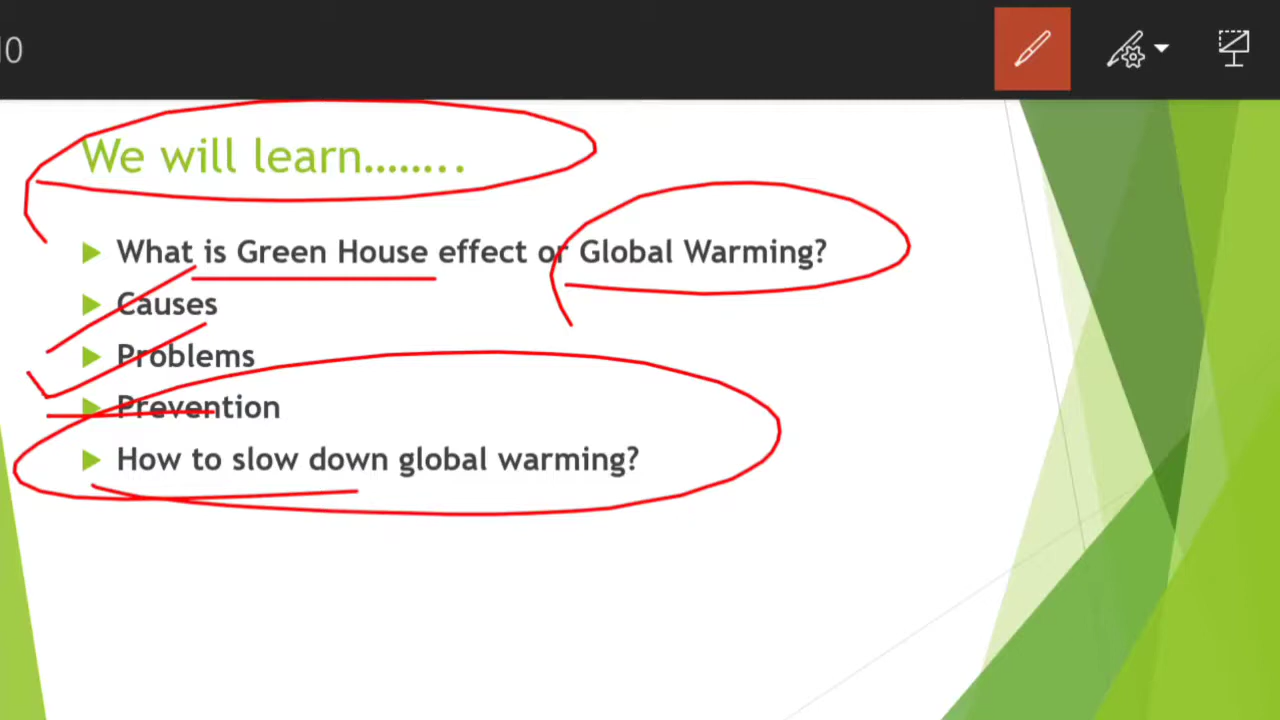 10
We will learn........
What is Green House effect or Global Warming?
Causes
Problems
Prevention
How to slow down global warming?